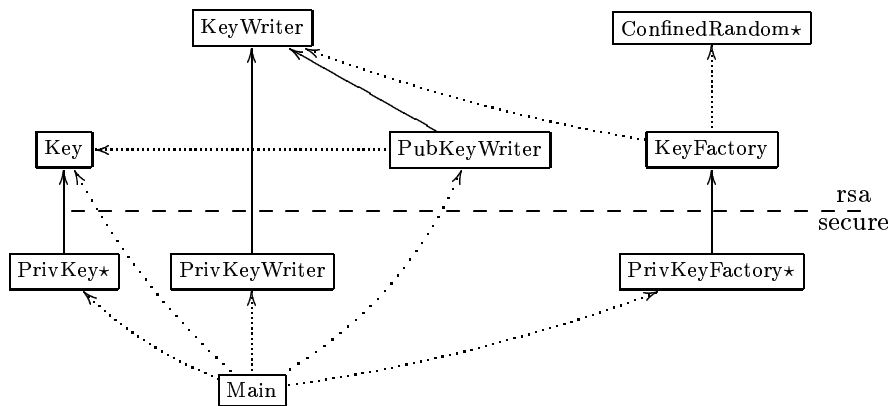 KeyWriter
ConfinedRandom⋆
Key
PubKeyWriter
KeyFactory
rsa
secure
PrivKey⋆
PrivKeyWriter
PrivKeyFactory⋆
Main